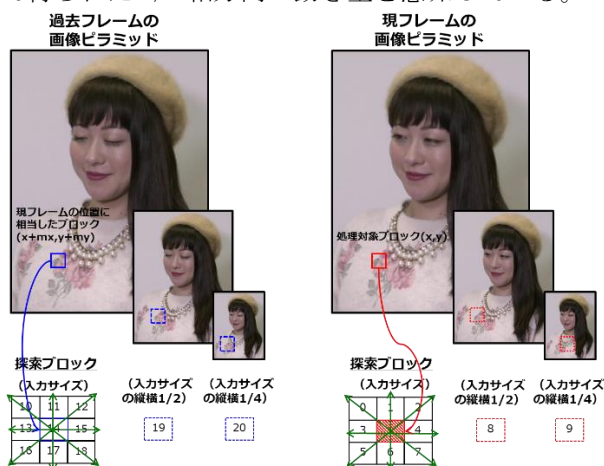 過去フレームの
画像ピラミッド
現フレームの位置に
相当したブロック
(x+mx,y+my)
探索ブロック
(入力サイズ)
10 11 12
13 14 15
16 17 18
(入力サイズ
の縦横1/2)
19
(入力サイズ
の縦横1/4)
20
現フレームの
画像ピラミッド
処理対象ブロック(x,y)
探索ブロック
(入力サイズ)
0 1 2
3 4
5 6 7
(入力サイズ
の縦横1/2)
8
(入力サイズ
の縦横1/4)
9